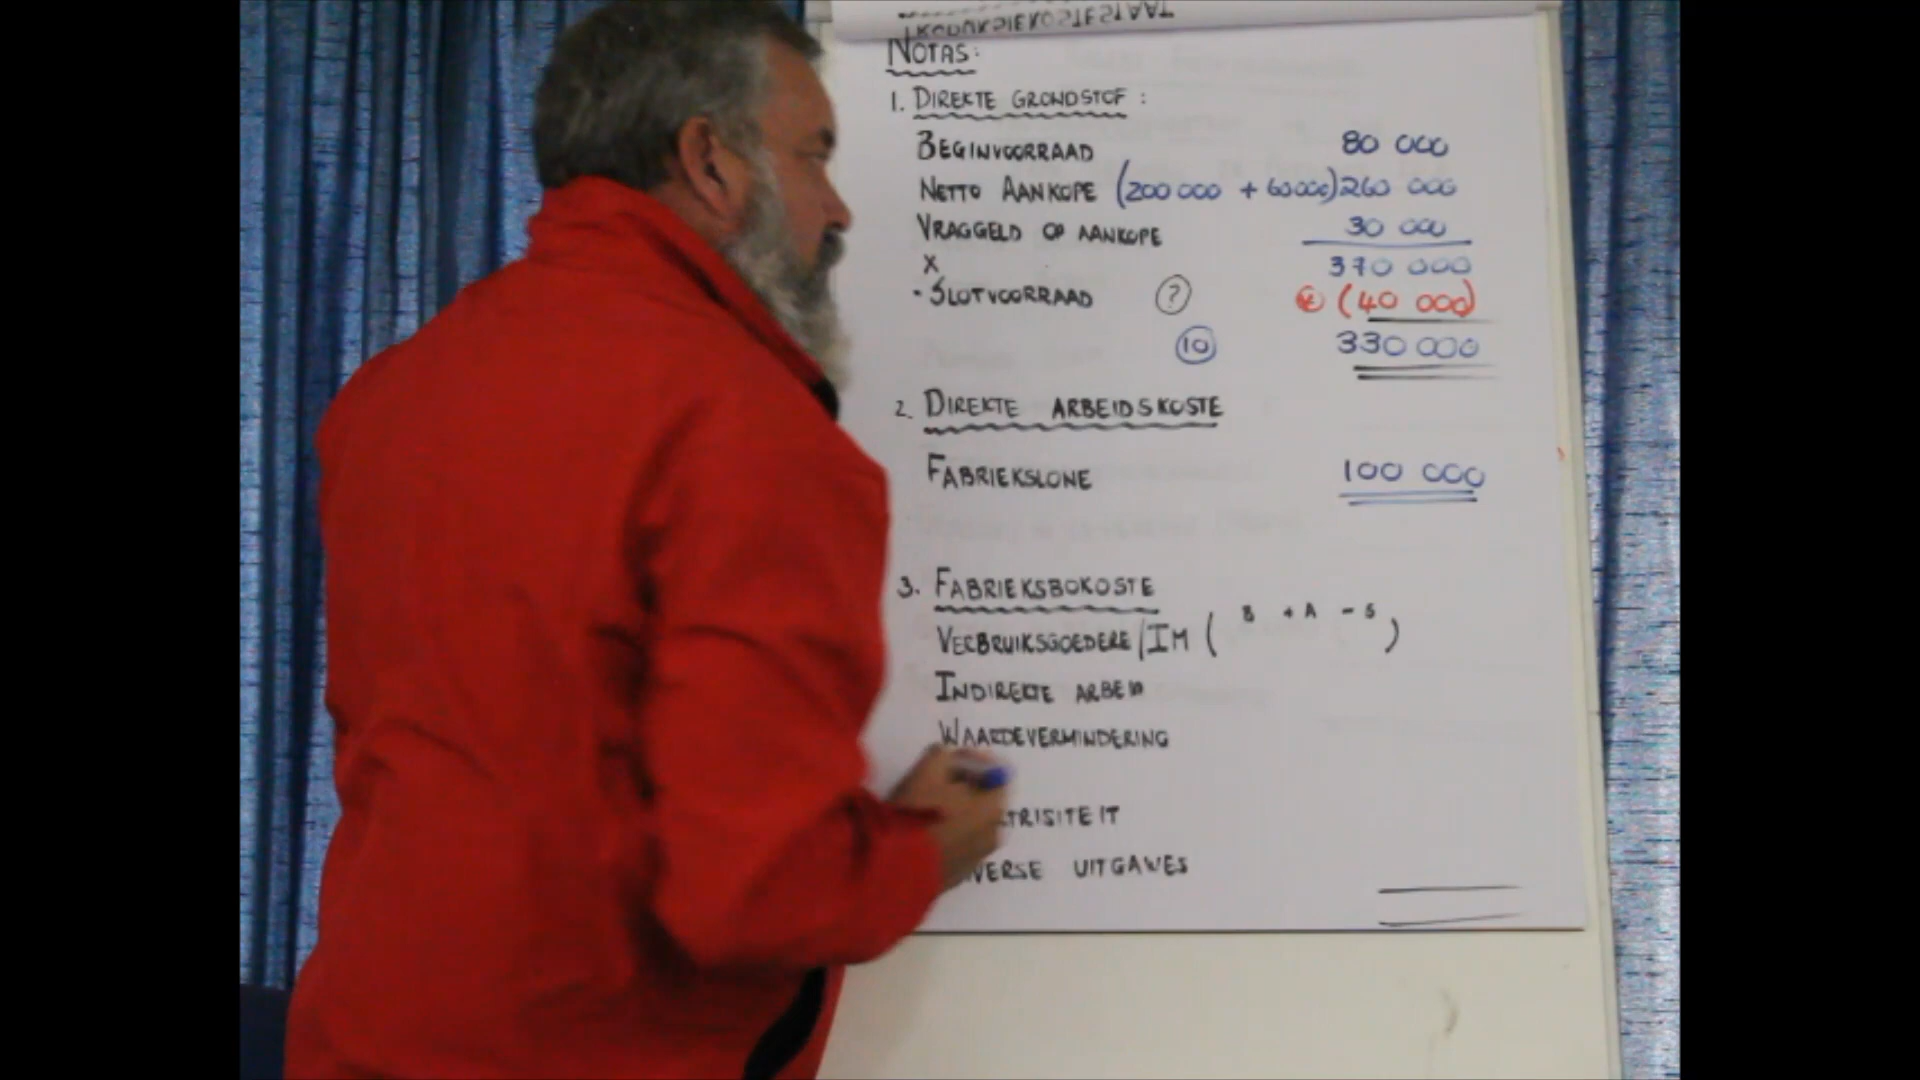 NOTAS:
1. DIREKTE GRONDSTOF :
BEGINVOORRAAD 80 000
NETTO AANKOPE (200 000 + 60 000) 260 000
VRAGGELD OP AANKOPE 30 000
X 370 000
- SLOTVOORRAAD ? (40 000)
10 330 000
2. DIREKTE ARBEIDSKOSTE
FABRIEKSLONE 100 000
3. FABRIEKSBOKOSTE
B + A - S
VERBRUIKSGOEDERE/IM ( )
INDIREKTE ARBEID
WAARDEVERMINDERING
TRISITEIT
VERSE UITGAWES